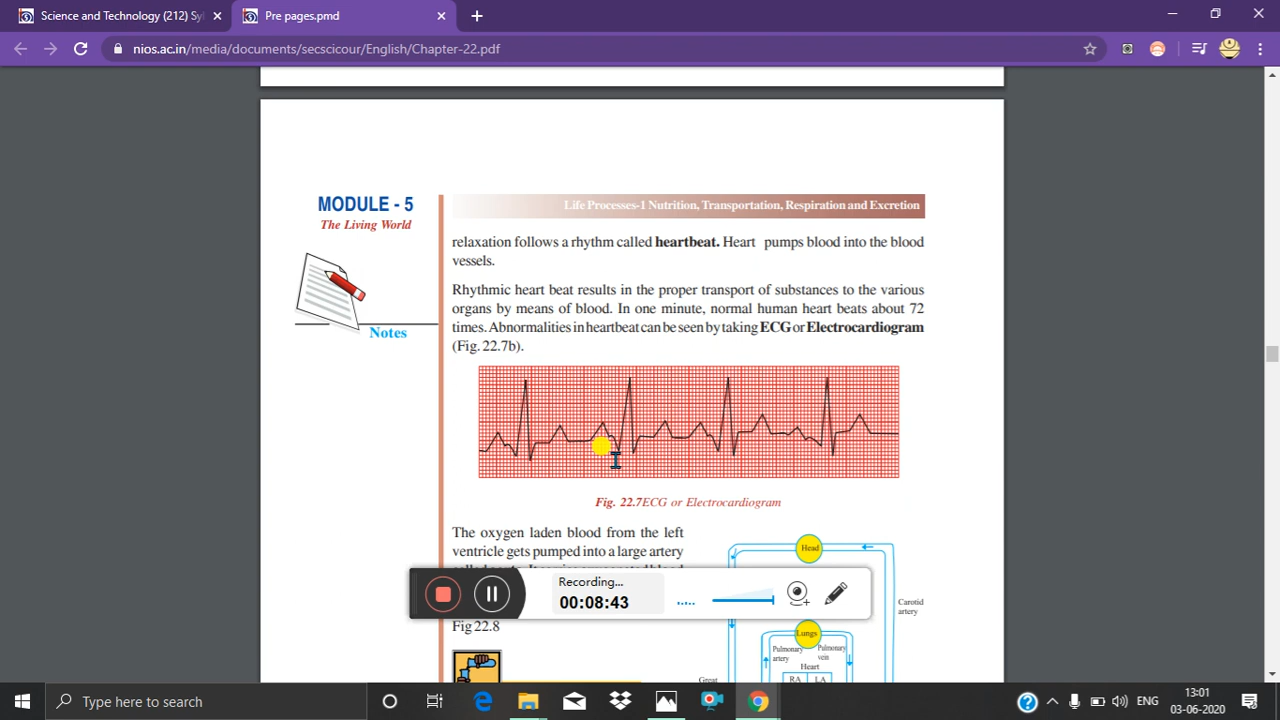 Science and Technology (212) Sy
Pre pages.pmd
nios.ac.in/media/documents/secscicour/English/Chapter-22.pdf
MODULE - 5
The Living World
Notes
Life Processes-1 Nutrition, Transportation, Respiration and Excretion
relaxation follows a rhythm called heartbeat. Heart pumps blood into the blood
vessels.
Rhythmic heart beat results in the proper transport of substances to the various
organs by means of blood. In one minute, normal human heart beats about 72
times. Abnormalities in heartbeat can be seen by taking ECG or Electrocardiogram
(Fig. 22.7b).
Fig. 22.7 ECG or Electrocardiogram
The oxygen laden blood from the left
ventricle gets pumped into a large artery
Fig 22.8
Head
Carotid
artery
Lungs
Pulmonary
artery
Pulmonary
vein
Heart
RA LA
Great
Recording...
00:08:43
Type here to search
ENG
13:01
03-06-2020